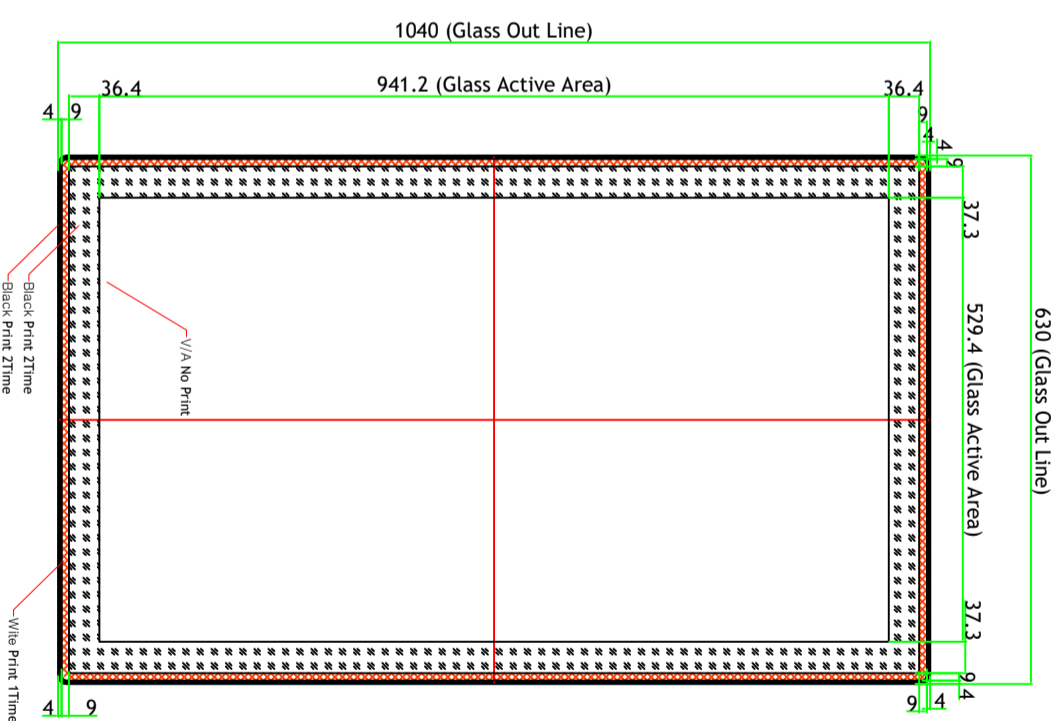 1040 (Glass Out Line)
36.4
941.2 (Glass Active Area)
36.4
4
9
9
4
4
9
37.3
529.4 (Glass Active Area)
630 (Glass Out Line)
37.3
Black Print 2Time
Black Print 2Time
V/A No Print
Wite Print 1Time
4
9
9
4
9
4